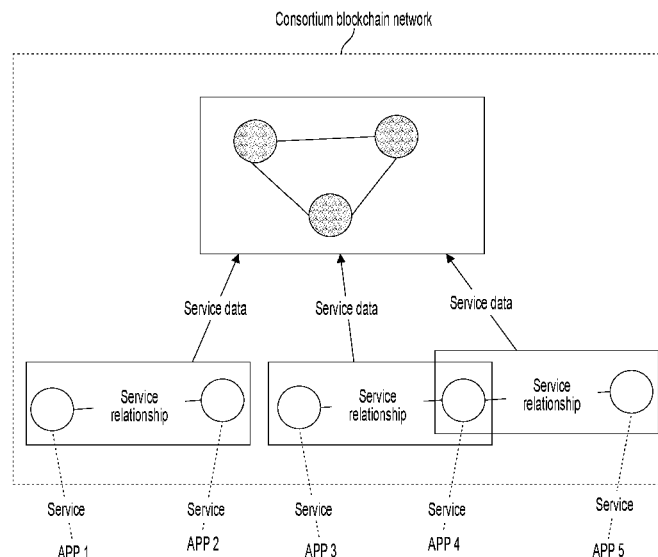 Consortium blockchain network
Service data
Service data
Service data
Service
relationship
Service
relationship
Service
relationship
Service
Service
Service
Service
Service
APP 1
APP 2
APP 3
APP 4
APP 5